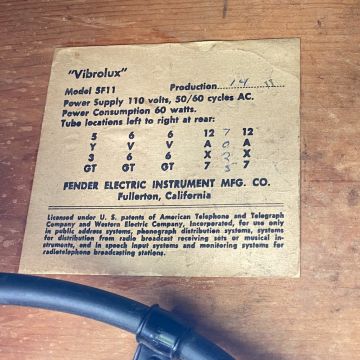 "Vibrolux"
Model 5F11 Production 14
Power Supply 110 volts, 50/60 cycles AC.
Power Consumption 60 watts.
Tube locations left to right at rear:
5 6 6 12 7 12
Y V V A 0 A
3 6 6 X 2 X
GT GT GT 7 5 7
FENDER ELECTRIC INSTRUMENT MFG. CO.
Fullerton, California
Licensed under U. S. patents of American Telephone and Telegraph
Company and Western Electric Company, Incorporated, for use only
in public address systems, phonograph distribution systems, systems
for distribution from radio broadcast receiving sets or musical in-
struments, and in speech input systems and monitoring systems for
radiotelephone broadcasting stations.